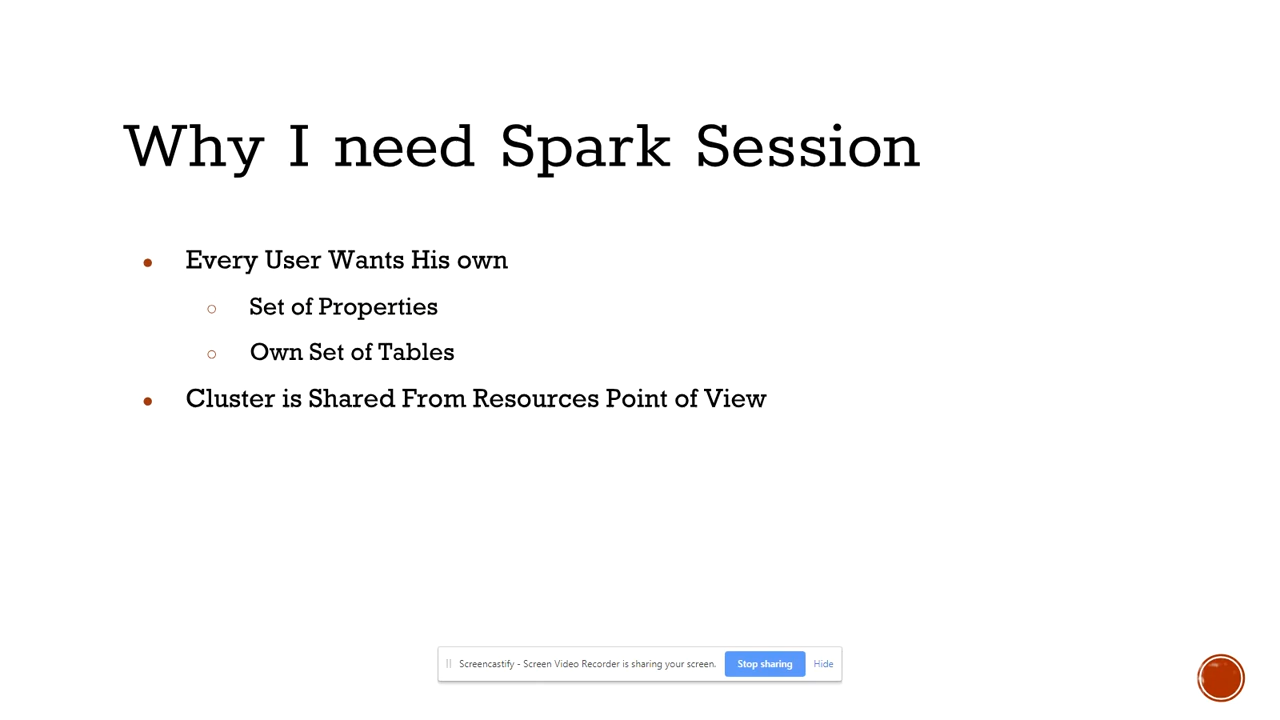 Why I need Spark Session
Every User Wants His own
Set of Properties
Own Set of Tables
Cluster is Shared From Resources Point of View
Screencastify - Screen Video Recorder is sharing your screen. Stop sharing Hide